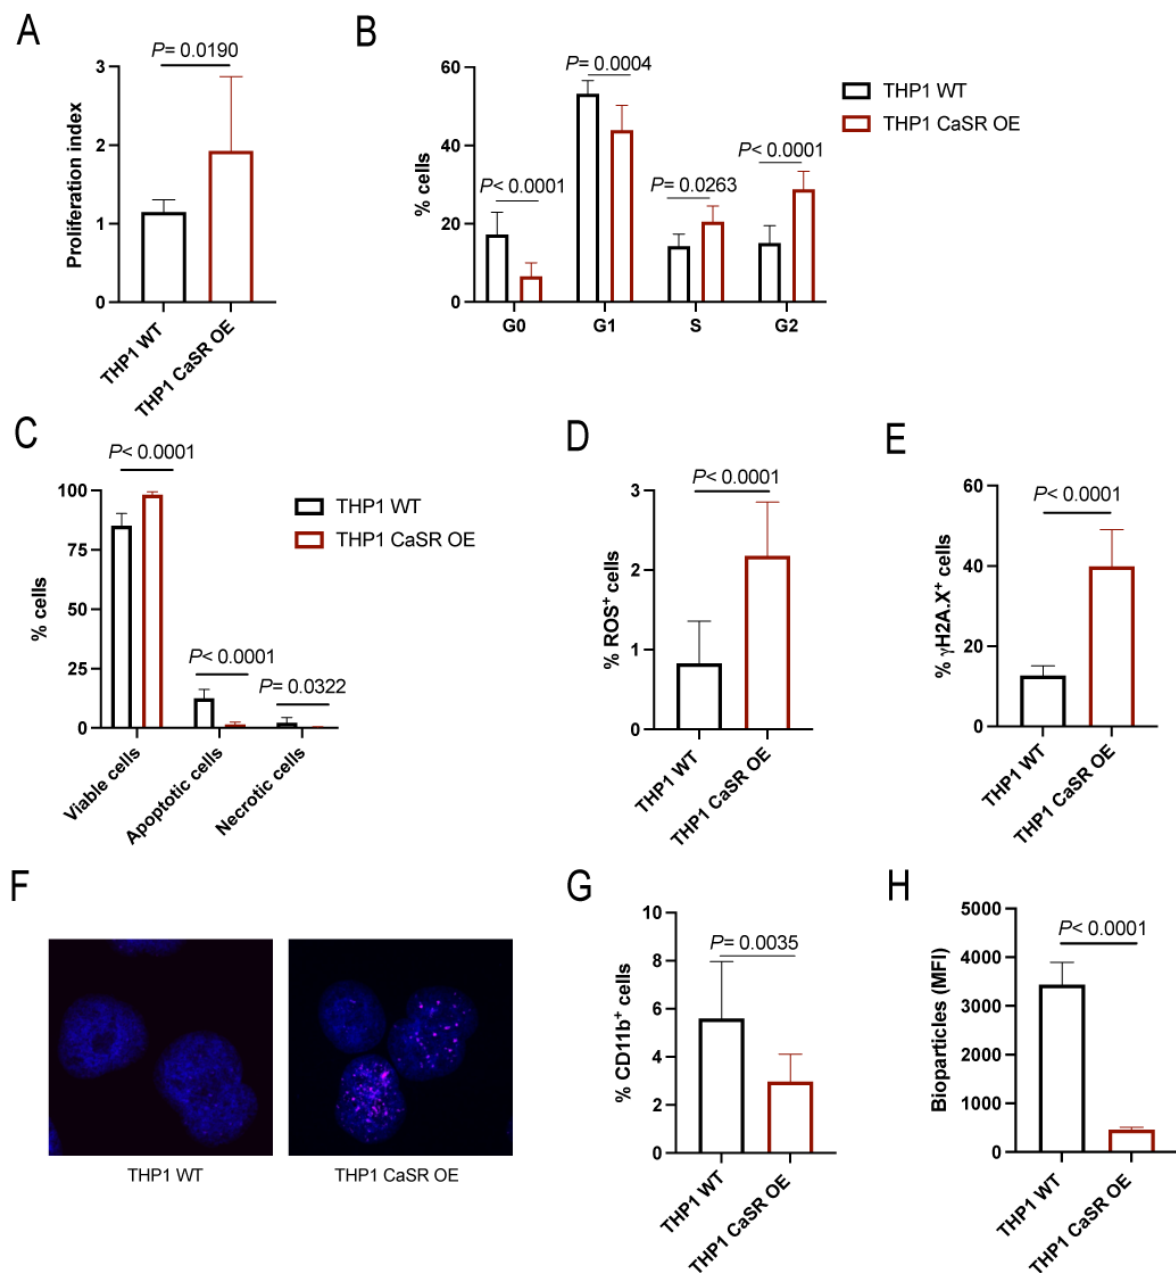 A
P= 0.0190
Proliferation index
3
2
1
0
THP1 WT
THP1 CaSR OE
B
% cells
60
40
20
0
P< 0.0001
P= 0.0004
P= 0.0263
P< 0.0001
G0
G1
S
G2
THP1 WT
THP1 CaSR OE
C
P< 0.0001
% cells
100
75
50
25
0
P< 0.0001
P= 0.0322
Viable cells
Apoptotic cells
Necrotic cells
THP1 WT
THP1 CaSR OE
D
P< 0.0001
% ROS⁺ cells
3
2
1
0
THP1 WT
THP1 CaSR OE
E
P< 0.0001
% γH2A.X⁺ cells
60
40
20
0
THP1 WT
THP1 CaSR OE
F
THP1 WT
THP1 CaSR OE
G
P= 0.0035
% CD11b⁺ cells
10
8
6
4
2
0
THP1 WT
THP1 CaSR OE
H
P< 0.0001
Bioparticles (MFI)
5000
4000
3000
2000
1000
0
THP1 WT
THP1 CaSR OE